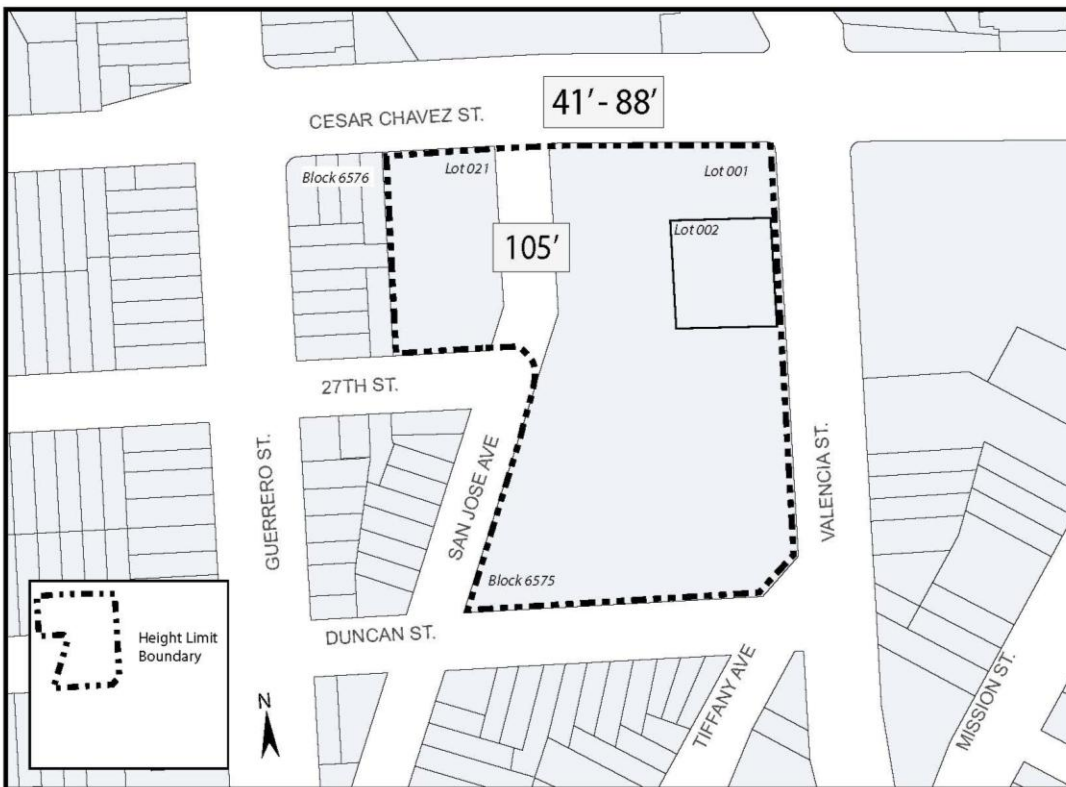 CESAR CHAVEZ ST.
41' - 88'
Block 6576
Lot 021
Lot 001
Lot 002
105'
27TH ST.
GUERRERO ST.
SAN JOSE AVE
VALENCIA ST.
Block 6575
DUNCAN ST.
TIFFANY AVE
MISSION ST.
Height Limit
Boundary
N